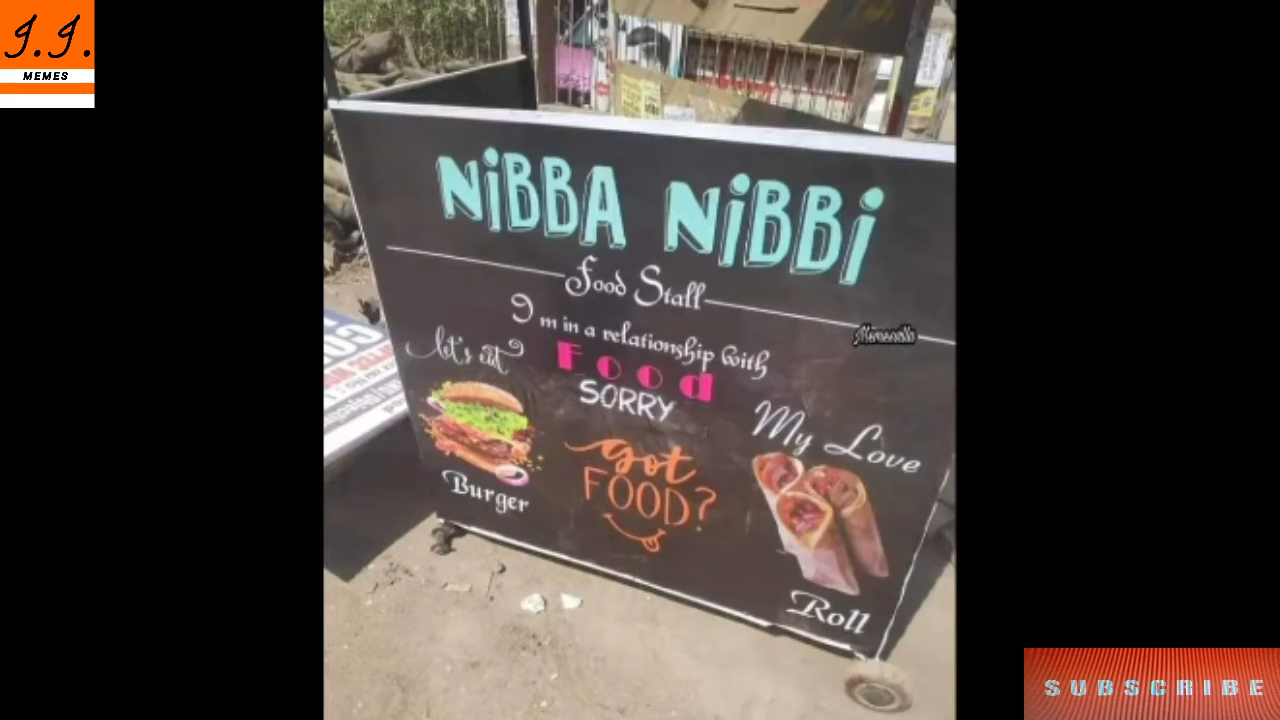 J.J.
MEMES
NiBBA NiBBi
Food Stall
I m in a relationship with
let's eat
Food
SORRY
My Love
got
FOOD?
Burger
Roll
SUBSCRIBE